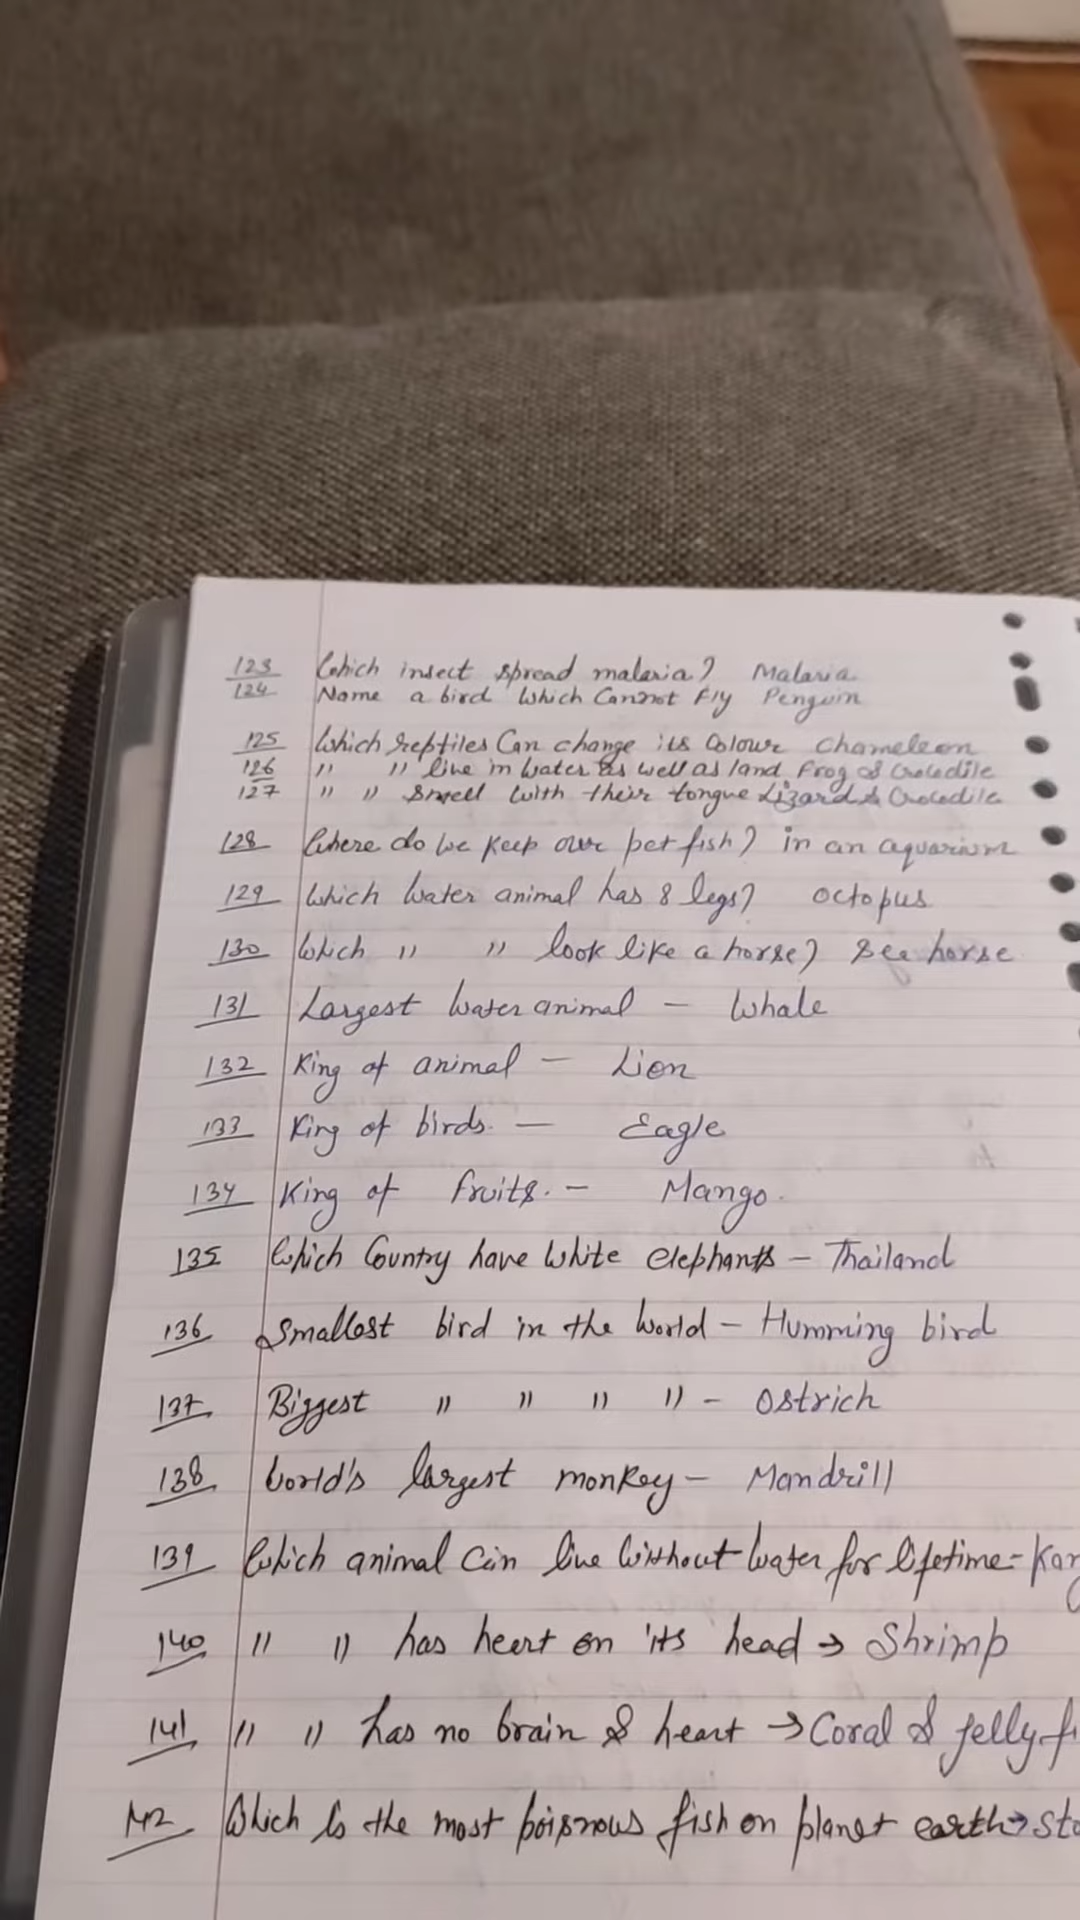 123 Which insect spread malaria? Malaria
124 Name a bird which Cannot Fly Penguin
125 Which reptiles Can change its Colour Chameleon
126 " " live in water as well as land Frog & Crocodile
127 " " Smell with their tongue Lizard & Crocodile
128 Where do we keep our pet fish? in an aquarium
129 Which water animal has 8 legs? Octopus
130 Which " " look like a horse? See horse
131 Largest water animal - Whale
132 King of animal - Lion
133 King of birds. - Eagle
134 King of fruits. - Mango.
135 Which Country have white elephants - Thailand
136 Smallest bird in the world - Humming bird
137 Biggest " " " " - Ostrich
138 World's largest monkey - Mandrill
139 Which animal can live without water for lifetime = Kan
140 " " has heart on its head → Shrimp
141 " " has no brain & heart → Coral & Jelly fi
142 Which is the most poisnous fish on planet earth → Sto